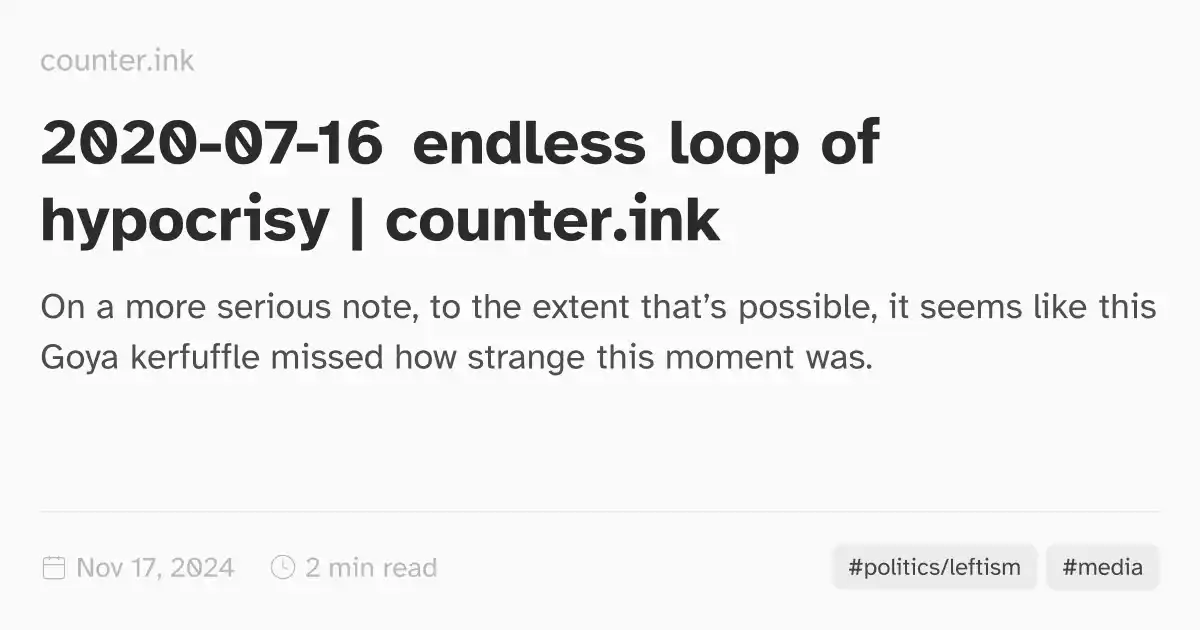 counter.ink
2020-07-16 endless loop of
hypocrisy | counter.ink
On a more serious note, to the extent that’s possible, it seems like this
Goya kerfuffle missed how strange this moment was.
Nov 17, 2024 2 min read #politics/leftism #media